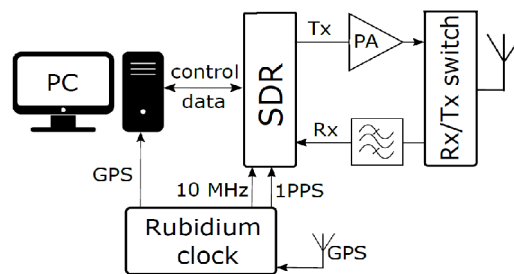 Tx
PA
PC
control
data
SDR
Rx/Tx switch
Rx
GPS
10 MHz
1PPS
Rubidium
clock
GPS